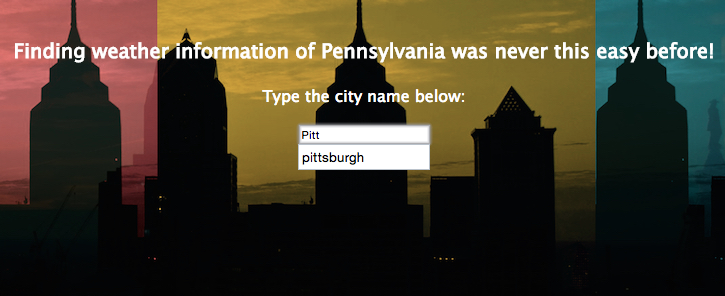 Finding weather information of Pennsylvania was never this easy before!
Type the city name below:
Pitt
pittsburgh